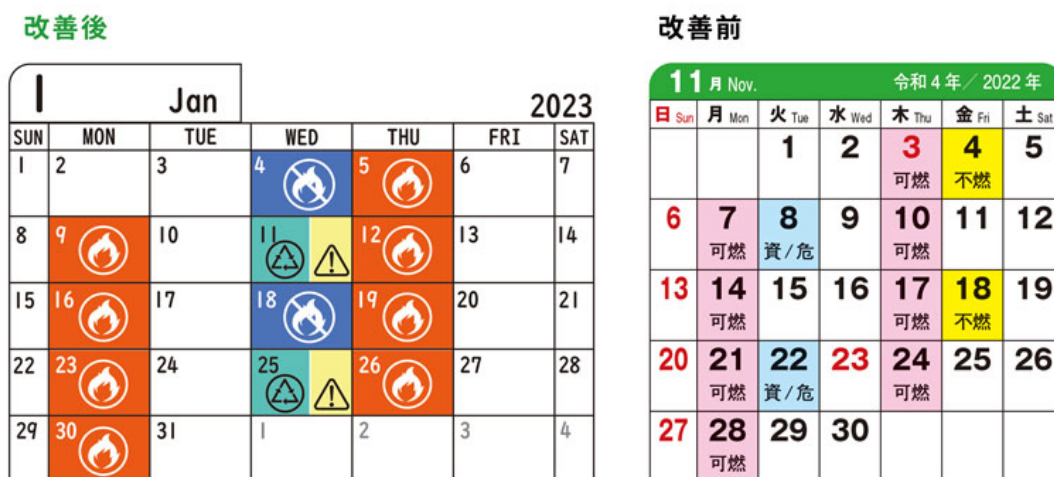 改善後
1 Jan 2023
SUN MON TUE WED THU FRI SAT
1 2 3 4 5 6 7
8 9 10 11 12 13 14
15 16 17 18 19 20 21
22 23 24 25 26 27 28
29 30 31 1 2 3 4
改善前
11月 Nov. 令和4年/2022年
日 Sun 月 Mon 火 Tue 水 Wed 木 Thu 金 Fri 土 Sat
1 2 3 4 5
可燃 不燃
6 7 8 9 10 11 12
可燃 資/危 可燃
13 14 15 16 17 18 19
可燃 可燃 不燃
20 21 22 23 24 25 26
可燃 資/危 可燃
27 28 29 30
可燃